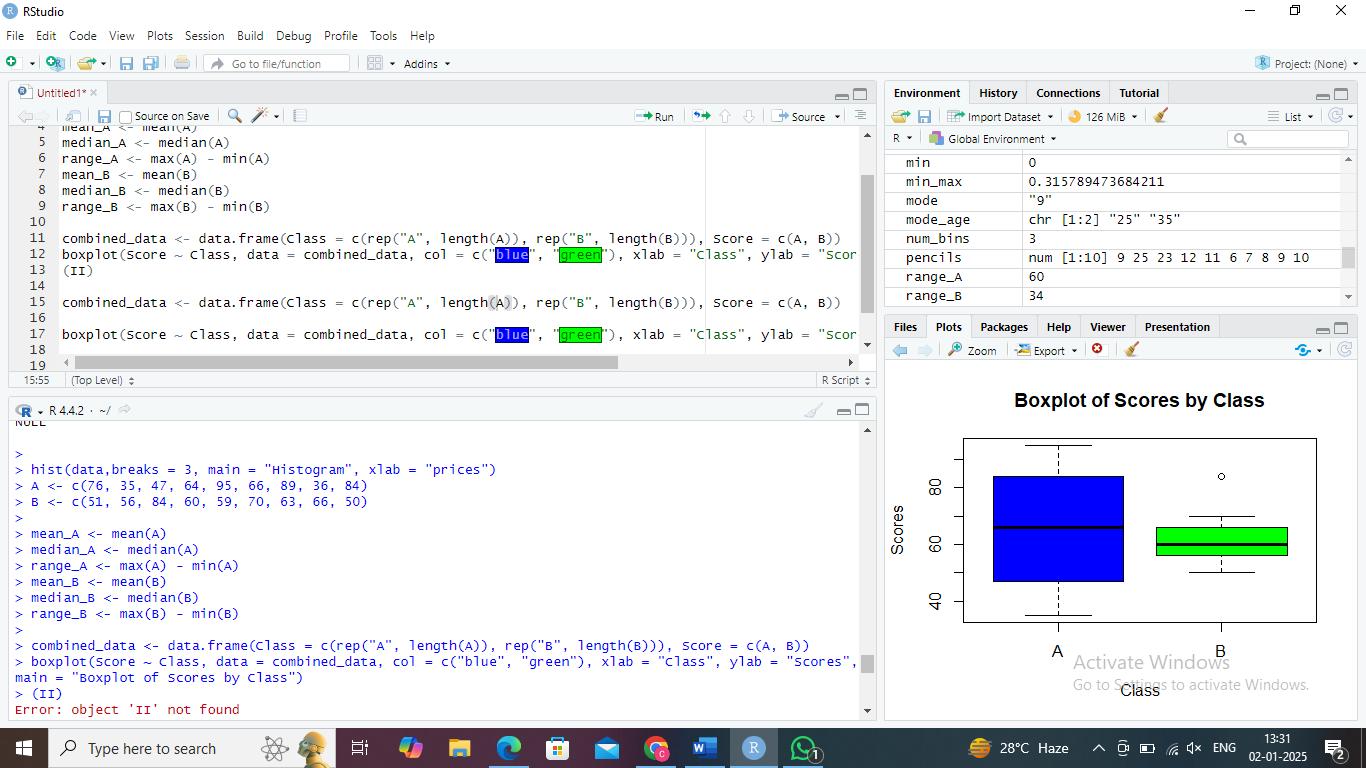 RStudio
File Edit Code View Plots Session Build Debug Profile Tools Help
Go to file/function Addins Project: (None)
Untitled1*
Source on Save Run Source
4 mean_A <- mean(A)
5 median_A <- median(A)
6 range_A <- max(A) - min(A)
7 mean_B <- mean(B)
8 median_B <- median(B)
9 range_B <- max(B) - min(B)
10
11 combined_data <- data.frame(Class = c(rep("A", length(A)), rep("B", length(B))), Score = c(A, B))
12 boxplot(Score ~ Class, data = combined_data, col = c("blue", "green"), xlab = "Class", ylab = "Scor
13 (II)
14
15 combined_data <- data.frame(Class = c(rep("A", length(A)), rep("B", length(B))), Score = c(A, B))
16
17 boxplot(Score ~ Class, data = combined_data, col = c("blue", "green"), xlab = "Class", ylab = "Scor
18
19
15:55 (Top Level) R Script
R 4.4.2 · ~/
NULL
>
> hist(data,breaks = 3, main = "Histogram", xlab = "prices")
> A <- c(76, 35, 47, 64, 95, 66, 89, 36, 84)
> B <- c(51, 56, 84, 60, 59, 70, 63, 66, 50)
>
> mean_A <- mean(A)
> median_A <- median(A)
> range_A <- max(A) - min(A)
> mean_B <- mean(B)
> median_B <- median(B)
> range_B <- max(B) - min(B)
>
> combined_data <- data.frame(Class = c(rep("A", length(A)), rep("B", length(B))), Score = c(A, B))
> boxplot(Score ~ Class, data = combined_data, col = c("blue", "green"), xlab = "Class", ylab = "Scores",
main = "Boxplot of Scores by Class")
> (II)
Error: object 'II' not found
Environment History Connections Tutorial
Import Dataset 126 MiB List
R Global Environment
min 0
min_max 0.315789473684211
mode "9"
mode_age chr [1:2] "25" "35"
num_bins 3
pencils num [1:10] 9 25 23 12 11 6 7 8 9 10
range_A 60
range_B 34
Files Plots Packages Help Viewer Presentation
Zoom Export
Boxplot of Scores by Class
Scores
80
60
40
A B
Class
Activate Windows
Go to Settings to activate Windows.
Type here to search
W R 1
28°C Haze
ENG
13:31
02-01-2025
2